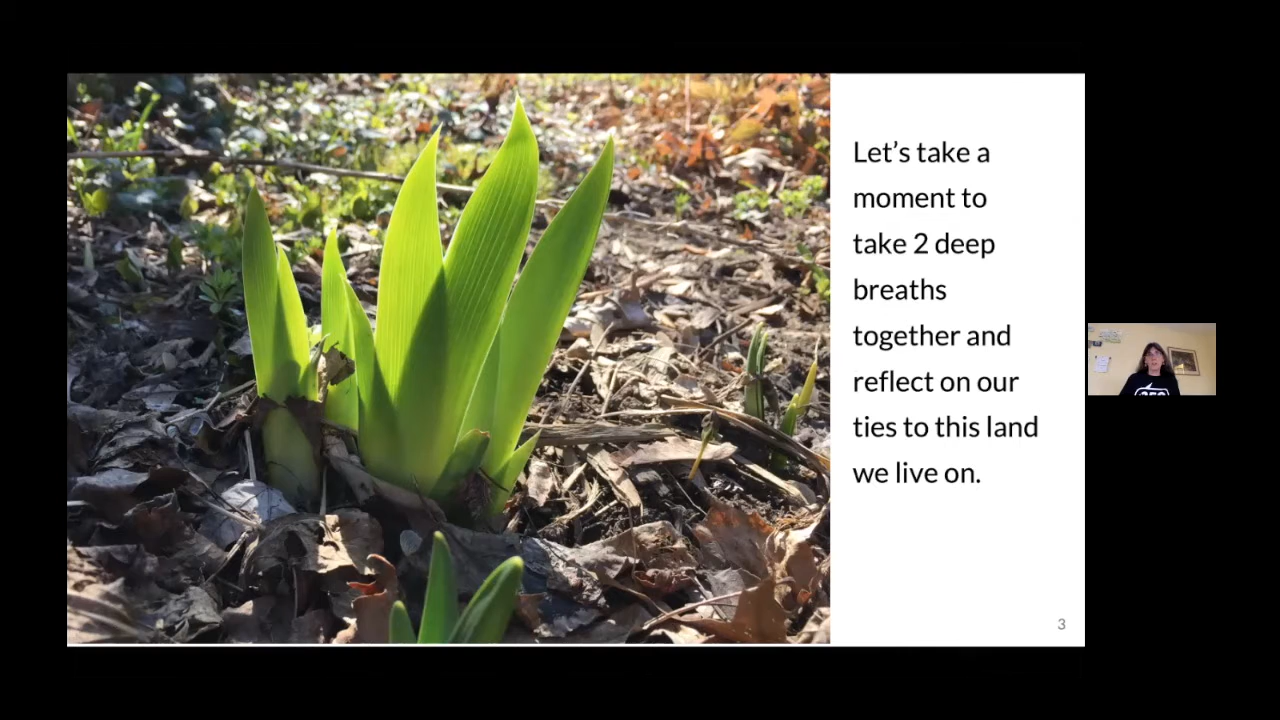 Let’s take a
moment to
take 2 deep
breaths
together and
reflect on our
ties to this land
we live on.
3